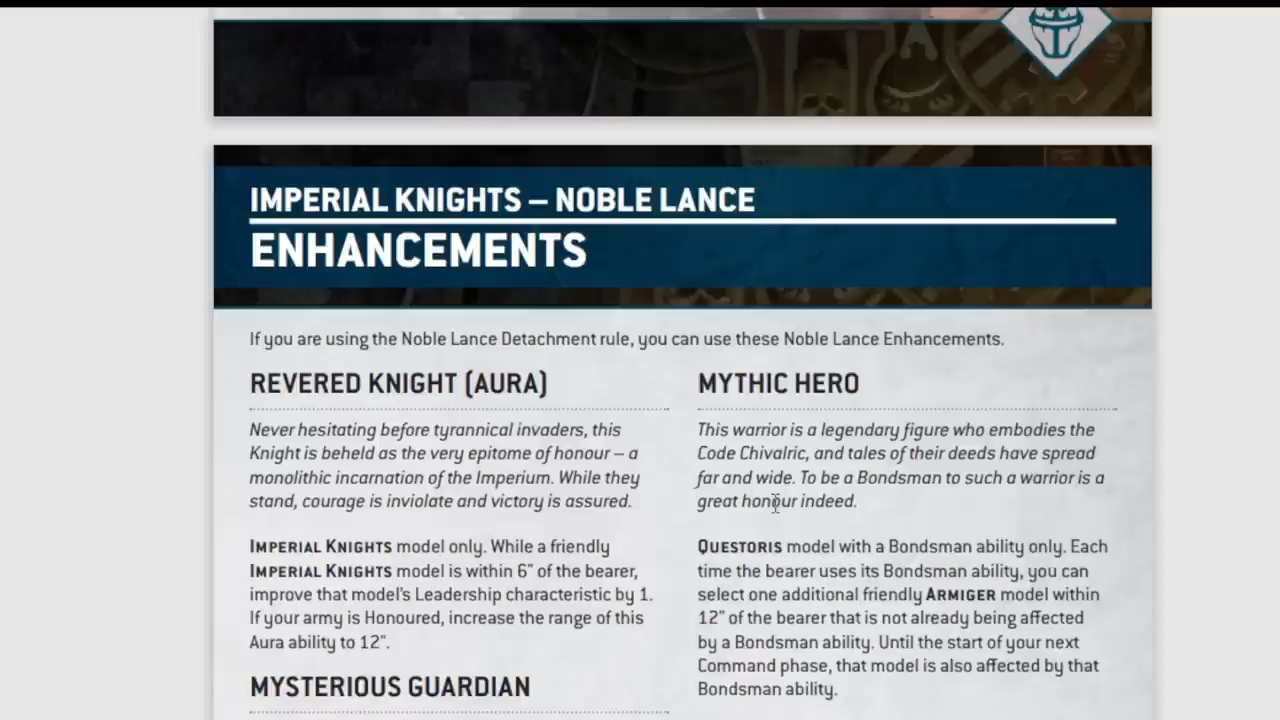 IMPERIAL KNIGHTS – NOBLE LANCE
ENHANCEMENTS
If you are using the Noble Lance Detachment rule, you can use these Noble Lance Enhancements.
REVERED KNIGHT (AURA)
Never hesitating before tyrannical invaders, this
Knight is beheld as the very epitome of honour – a
monolithic incarnation of the Imperium. While they
stand, courage is inviolate and victory is assured.
IMPERIAL KNIGHTS model only. While a friendly
IMPERIAL KNIGHTS model is within 6" of the bearer,
improve that model's Leadership characteristic by 1.
If your army is Honoured, increase the range of this
Aura ability to 12".
MYSTERIOUS GUARDIAN
MYTHIC HERO
This warrior is a legendary figure who embodies the
Code Chivalric, and tales of their deeds have spread
far and wide. To be a Bondsman to such a warrior is a
great honour indeed.
QUESTORIS model with a Bondsman ability only. Each
time the bearer uses its Bondsman ability, you can
select one additional friendly ARMIGER model within
12" of the bearer that is not already being affected
by a Bondsman ability. Until the start of your next
Command phase, that model is also affected by that
Bondsman ability.